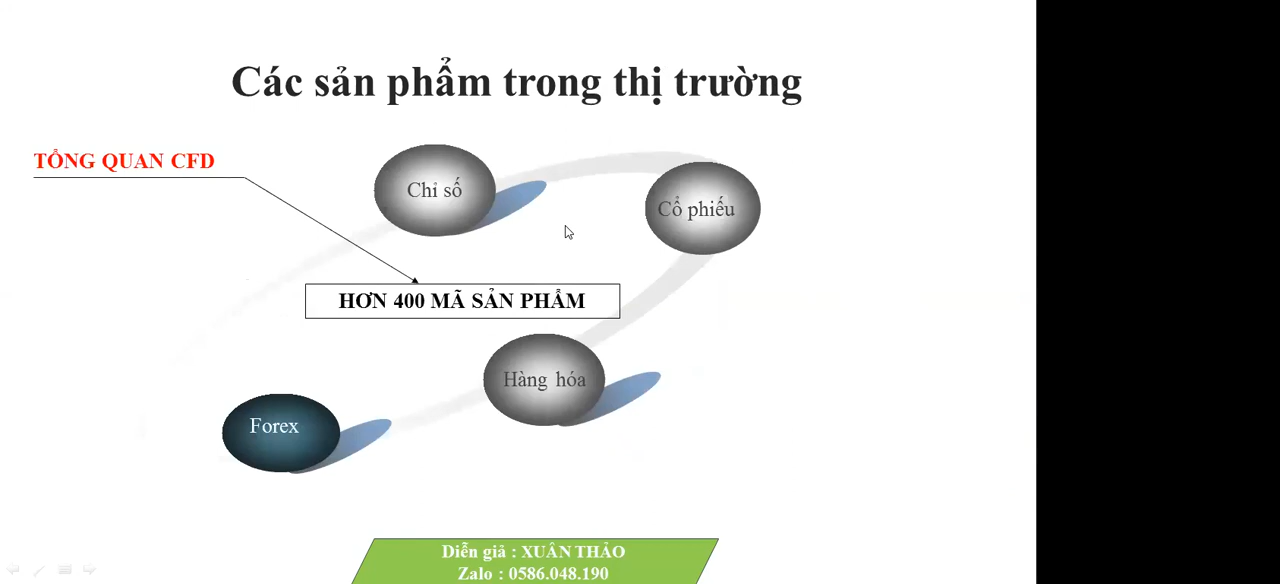 Các sản phẩm trong thị trường
TỔNG QUAN CFD
Chỉ số
Cổ phiếu
HƠN 400 MÃ SẢN PHẨM
Hàng hóa
Forex
Diễn giả : XUÂN THẢO
Zalo : 0586.048.190